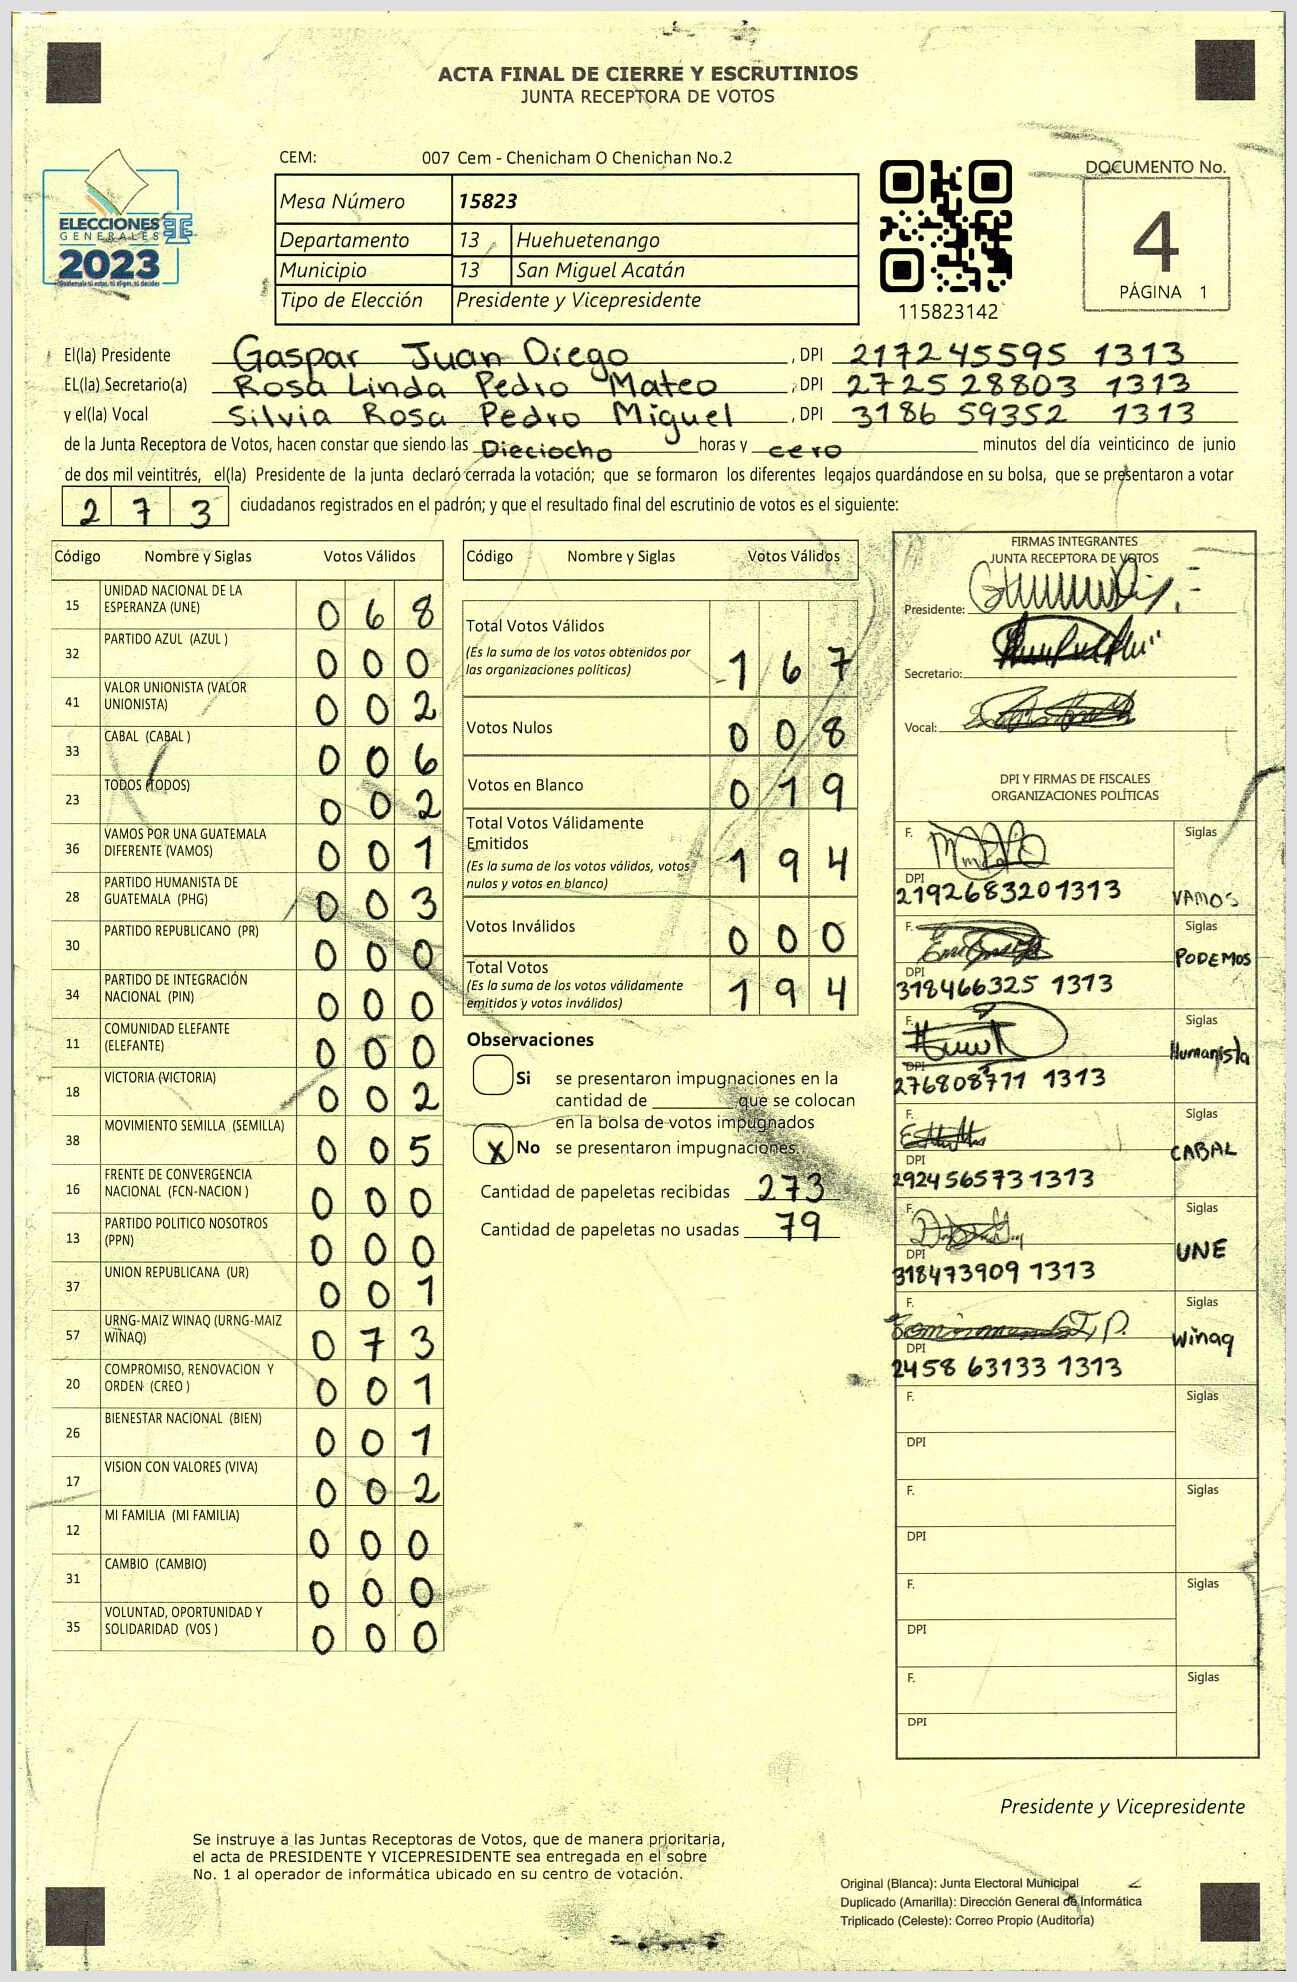 ACTA FINAL DE CIERRE Y ESCRUTINIOS
JUNTA RECEPTORA DE VOTOS
CEM: 007 Cem - Chenicham O Chenichan No.2
Mesa Número 15823
Departamento 13 Huehuetenango
Municipio 13 San Miguel Acatán
Tipo de Elección Presidente y Vicepresidente
ELECCIONES
GENERALES
2023
115823142
DOCUMENTO No.
4
PÁGINA 1
El(la) Presidente Gaspar Juan Diego , DPI 217245595 1313
EL(la) Secretario(a) Rosa Linda Pedro Mateo , DPI 2725 28803 1313
y el(la) Vocal Silvia Rosa Pedro Miguel , DPI 3186 59352 1313
de la Junta Receptora de Votos, hacen constar que siendo las Dieciocho horas y cero minutos del día veinticinco de junio
de dos mil veintitrés, el(la) Presidente de la junta declaró cerrada la votación; que se formaron los diferentes legajos guardándose en su bolsa, que se presentaron a votar
2 7 3 ciudadanos registrados en el padrón; y que el resultado final del escrutinio de votos es el siguiente:
Código Nombre y Siglas Votos Válidos
15 UNIDAD NACIONAL DE LA
ESPERANZA (UNE) 0 6 8
32 PARTIDO AZUL (AZUL ) 0 0 0
41 VALOR UNIONISTA (VALOR
UNIONISTA) 0 0 2
33 CABAL (CABAL ) 0 0 6
23 TODOS (TODOS) 0 0 2
36 VAMOS POR UNA GUATEMALA
DIFERENTE (VAMOS) 0 0 1
28 PARTIDO HUMANISTA DE
GUATEMALA (PHG) 0 0 3
30 PARTIDO REPUBLICANO (PR) 0 0 0
34 PARTIDO DE INTEGRACIÓN
NACIONAL (PIN) 0 0 0
11 COMUNIDAD ELEFANTE
(ELEFANTE) 0 0 0
18 VICTORIA (VICTORIA) 0 0 2
38 MOVIMIENTO SEMILLA (SEMILLA) 0 0 5
16 FRENTE DE CONVERGENCIA
NACIONAL (FCN-NACION ) 0 0 0
13 PARTIDO POLITICO NOSOTROS
(PPN) 0 0 0
37 UNION REPUBLICANA (UR) 0 0 1
57 URNG-MAIZ WINAQ (URNG-MAIZ
WINAQ) 0 7 3
20 COMPROMISO, RENOVACION Y
ORDEN (CREO ) 0 0 1
26 BIENESTAR NACIONAL (BIEN) 0 0 1
17 VISION CON VALORES (VIVA) 0 0 2
12 MI FAMILIA (MI FAMILIA) 0 0 0
31 CAMBIO (CAMBIO) 0 0 0
35 VOLUNTAD, OPORTUNIDAD Y
SOLIDARIDAD (VOS ) 0 0 0
Código Nombre y Siglas Votos Válidos
Total Votos Válidos
(Es la suma de los votos obtenidos por
las organizaciones políticas) 1 6 7
Votos Nulos 0 0 8
Votos en Blanco 0 1 9
Total Votos Válidamente
Emitidos
(Es la suma de los votos válidos, votos
nulos y votos en blanco) 1 9 4
Votos Inválidos 0 0 0
Total Votos
(Es la suma de los votos válidamente
emitidos y votos inválidos) 1 9 4
Observaciones
Si se presentaron impugnaciones en la
cantidad de ________ que se colocan
en la bolsa de votos impugnados
X No se presentaron impugnaciones.
Cantidad de papeletas recibidas 273
Cantidad de papeletas no usadas 79
FIRMAS INTEGRANTES
JUNTA RECEPTORA DE VOTOS
Presidente:
Secretario:
Vocal:
DPI Y FIRMAS DE FISCALES
ORGANIZACIONES POLÍTICAS
F. Siglas
DPI
2192683201313 VAMOS
F. Siglas
DPI
318466325 1313 PODEMOS
F. Siglas
DPI
276808711 1313 Humanista
F. Siglas
DPI
2924565731313 CABAL
F. Siglas
DPI
318473909 1313 UNE
F. Siglas
DPI
2458 63133 1313 Winaq
F. Siglas
DPI
F. Siglas
DPI
F. Siglas
DPI
F. Siglas
DPI
Presidente y Vicepresidente
Se instruye a las Juntas Receptoras de Votos, que de manera prioritaria,
el acta de PRESIDENTE Y VICEPRESIDENTE sea entregada en el sobre
No. 1 al operador de informática ubicado en su centro de votación.
Original (Blanca): Junta Electoral Municipal
Duplicado (Amarilla): Dirección General de Informática
Triplicado (Celeste): Correo Propio (Auditoría)